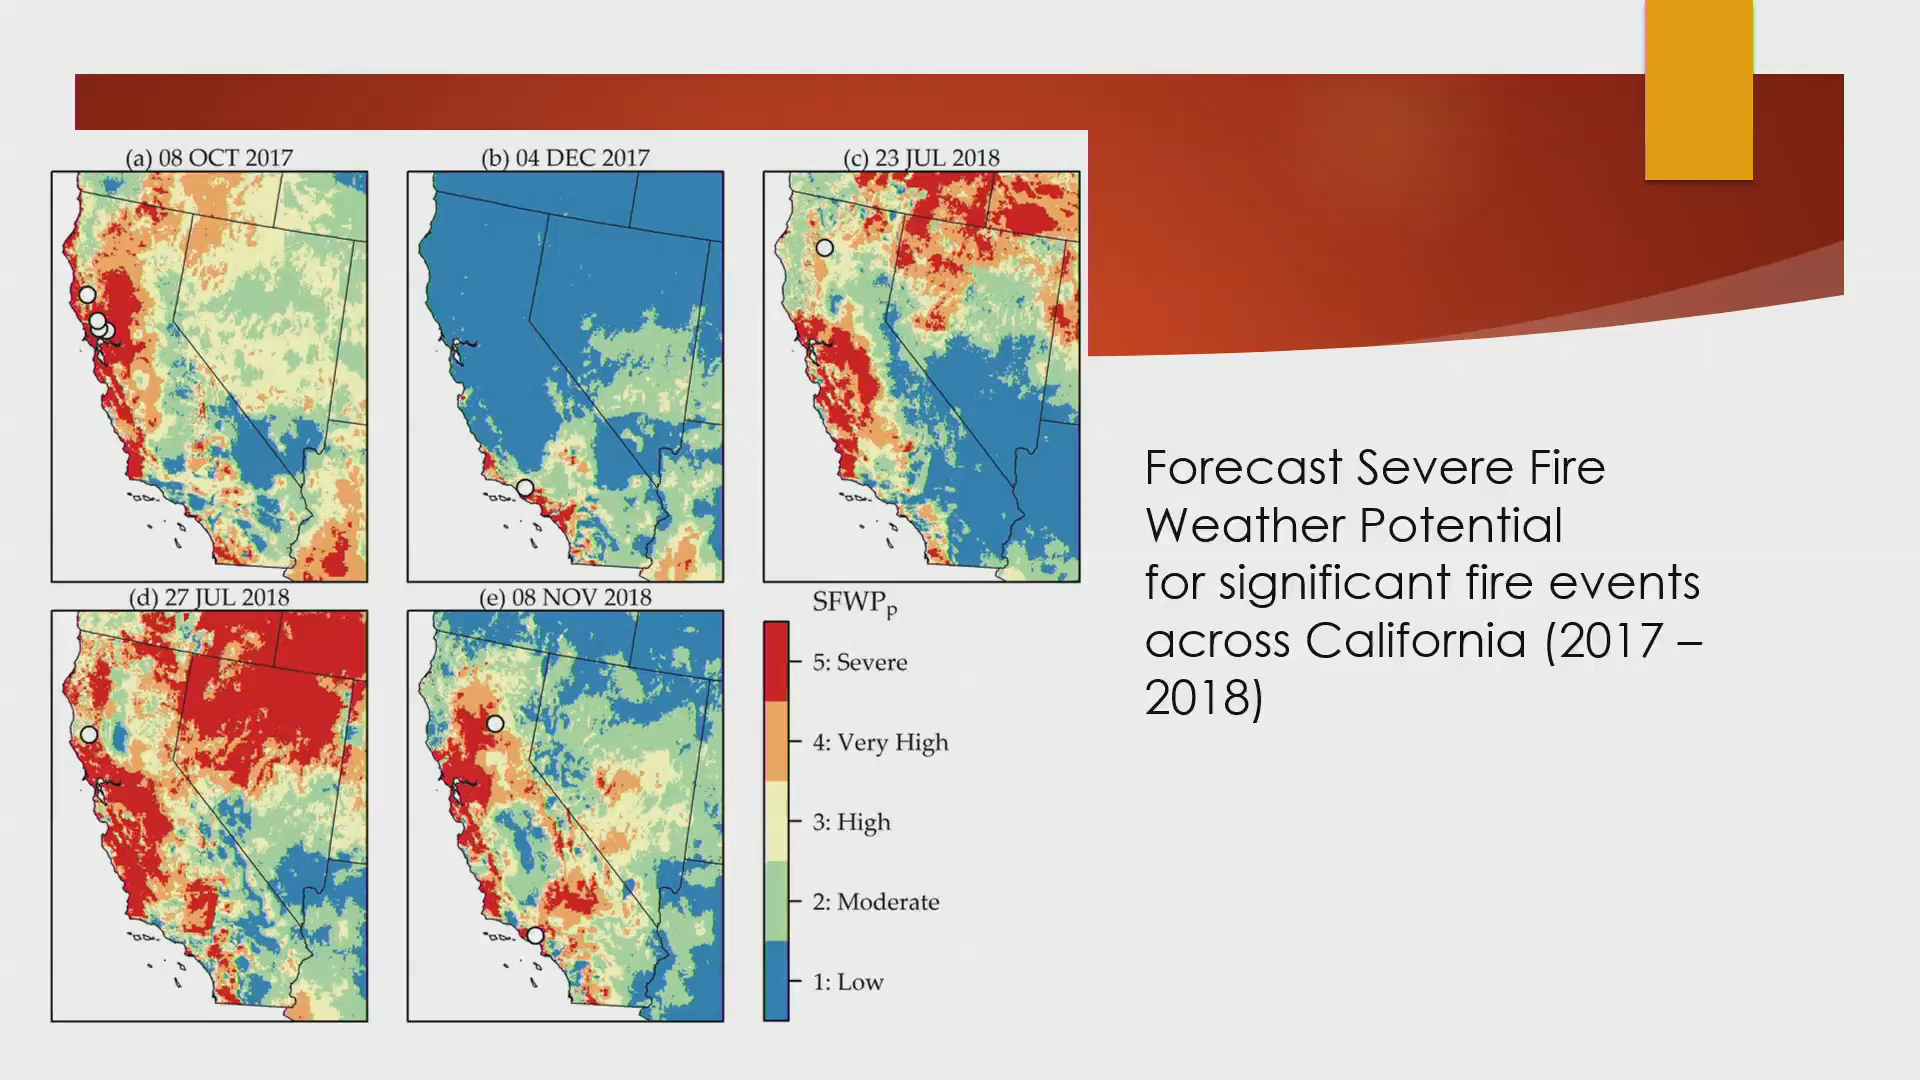 (a) 08 OCT 2017
(b) 04 DEC 2017
(c) 23 JUL 2018
(d) 27 JUL 2018
(e) 08 NOV 2018
SFWPp
5: Severe
4: Very High
3: High
2: Moderate
1: Low
Forecast Severe Fire
Weather Potential
for significant fire events
across California (2017 –
2018)